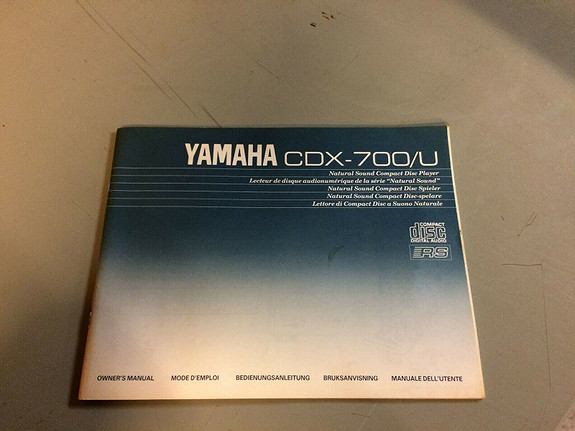 YAMAHA CDX-700/U
Natural Sound Compact Disc Player
Lecteur de disque audionumérique de la série "Natural Sound"
Natural Sound Compact Disc Spieler
Natural Sound Compact Disc-spelare
Lettore di Compact Disc a Suono Naturale
COMPACT
disc
DIGITAL AUDIO
RS
OWNER'S MANUAL MODE D'EMPLOI BEDIENUNGSANLEITUNG BRUKSANVISNING MANUALE DELL'UTENTE